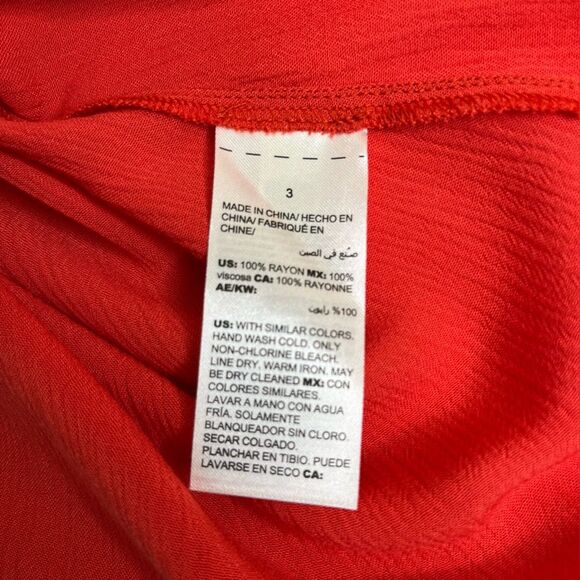 3
MADE IN CHINA/ HECHO EN
CHINA/ FABRIQUÉ EN
CHINE/
صنع في الصين
US: 100% RAYON MX: 100%
viscosa CA: 100% RAYONNE
AE/KW:
100% رايون
US: WITH SIMILAR COLORS.
HAND WASH COLD. ONLY
NON-CHLORINE BLEACH.
LINE DRY. WARM IRON. MAY
BE DRY CLEANED MX: CON
COLORES SIMILARES.
LAVAR A MANO CON AGUA
FRÍA. SOLAMENTE
BLANQUEADOR SIN CLORO.
SECAR COLGADO.
PLANCHAR EN TIBIO. PUEDE
LAVARSE EN SECO CA: